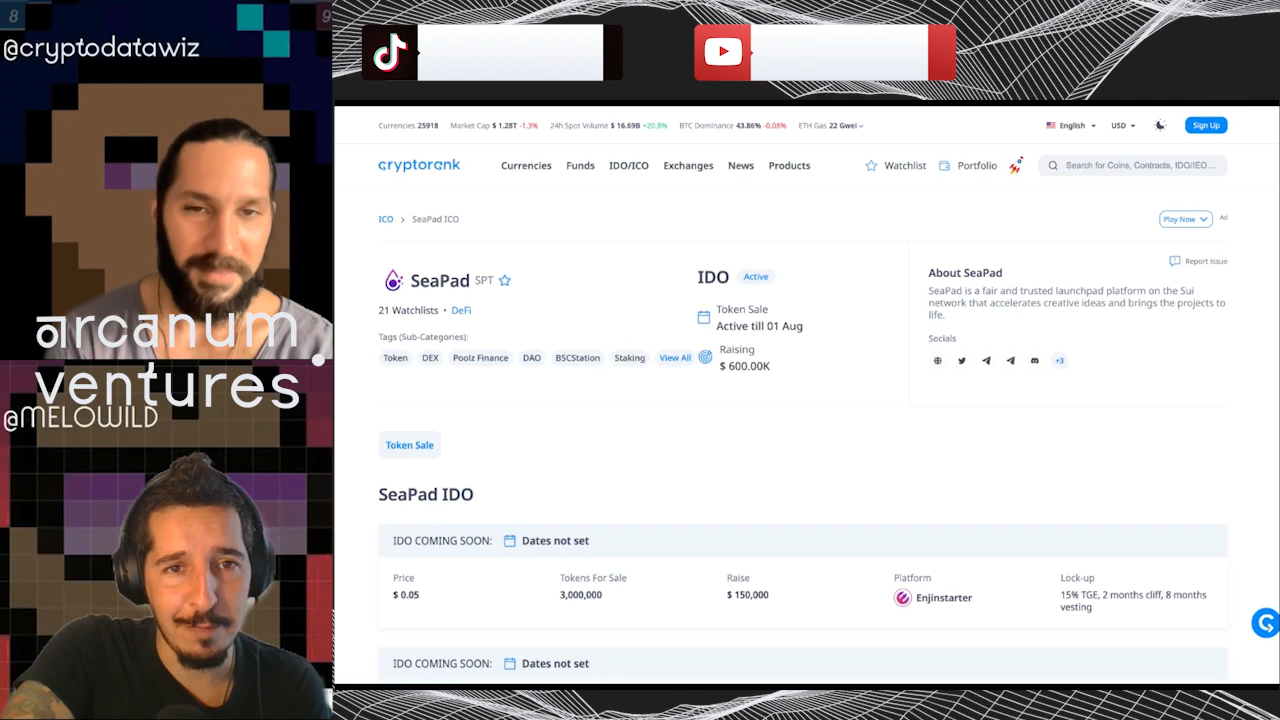 8
9
@cryptodatawiz
arcanum.
ventures
@MELOWILD
Currencies 25918 Market Cap $ 1.28T -1.3% 24h Spot Volume $ 16.69B +20.8% BTC Dominance 43.86% -0.08% ETH Gas 22 Gwei
English USD Sign Up
cryptorank Currencies Funds IDO/ICO Exchanges News Products Watchlist Portfolio Search for Coins, Contracts, IDO/IEO...
ICO > SeaPad ICO
Play Now Ad
SeaPad SPT
21 Watchlists • DeFi
Tags (Sub-Categories):
Token DEX Poolz Finance DAO BSCStation Staking View All
IDO Active
Token Sale
Active till 01 Aug
Raising
$ 600.00K
Report issue
About SeaPad
SeaPad is a fair and trusted launchpad platform on the Sui
network that accelerates creative ideas and brings the projects to
life.
Socials
+3
Token Sale
SeaPad IDO
IDO COMING SOON: Dates not set
Price Tokens For Sale Raise Platform Lock-up
$ 0.05 3,000,000 $ 150,000 Enjinstarter 15% TGE, 2 months cliff, 8 months
vesting
IDO COMING SOON: Dates not set